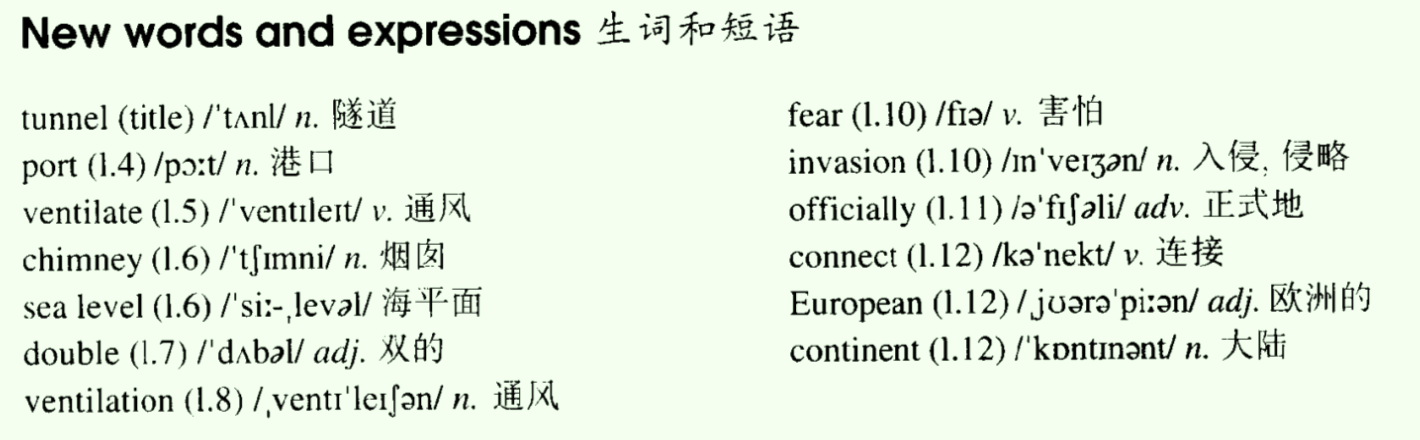 New words and expressions 生词和短语
tunnel (title) /ˈtʌnl/ n. 隧道
port (l.4) /pɔːt/ n. 港口
ventilate (l.5) /ˈventɪleɪt/ v. 通风
chimney (l.6) /ˈtʃɪmni/ n. 烟囱
sea level (l.6) /ˈsiː-ˌlevəl/ 海平面
double (l.7) /ˈdʌbəl/ adj. 双的
ventilation (l.8) /ˌventɪˈleɪʃən/ n. 通风
fear (l.10) /fɪə/ v. 害怕
invasion (l.10) /ɪnˈveɪʒən/ n. 入侵, 侵略
officially (l.11) /əˈfɪʃəli/ adv. 正式地
connect (l.12) /kəˈnekt/ v. 连接
European (l.12) /ˌjʊərəˈpiːən/ adj. 欧洲的
continent (l.12) /ˈkɒntɪnənt/ n. 大陆